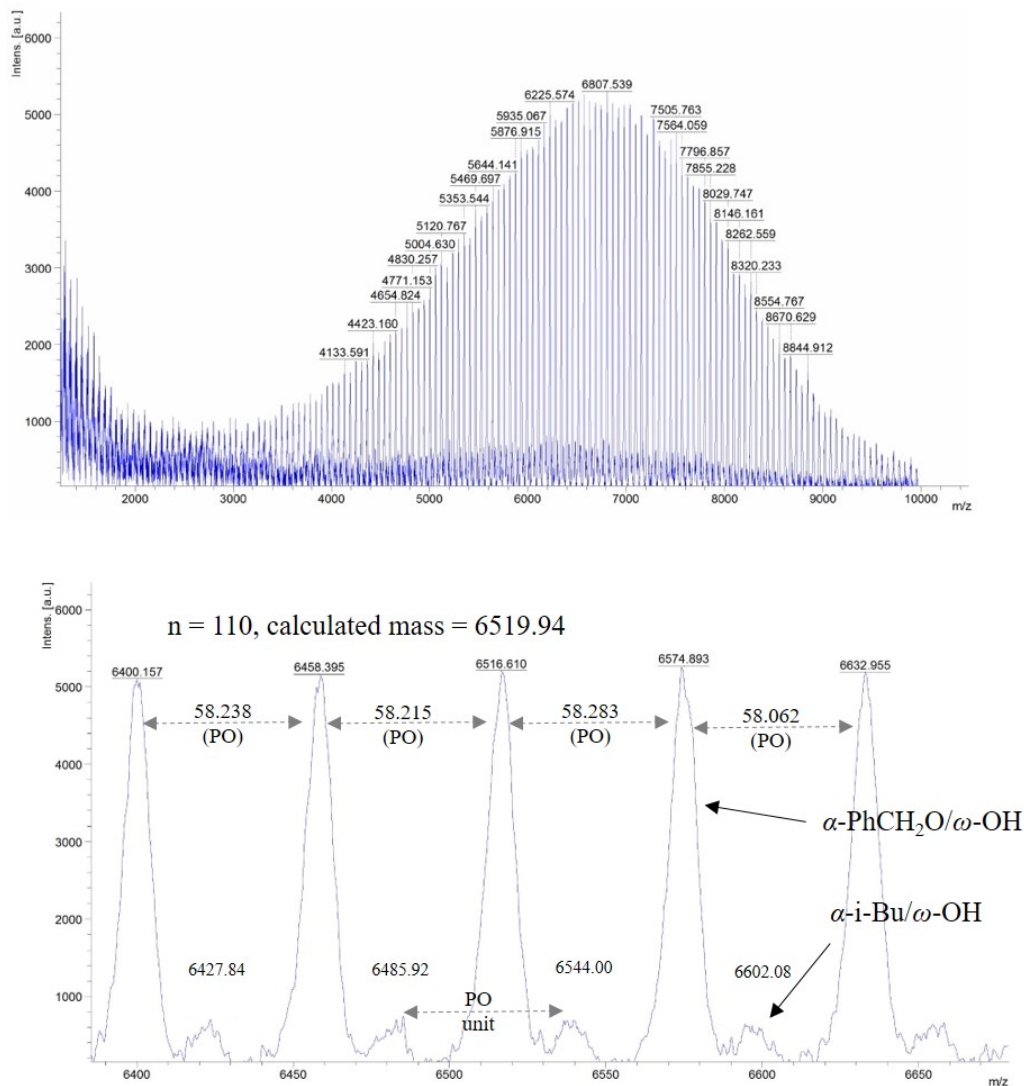 Intens. [a.u.]
6000
5000
4000
3000
2000
1000
4133.591
4423.160
4654.824
4771.153
4830.257
5004.630
5120.767
5353.544
5469.697
5644.141
5876.915
5935.067
6225.574
6807.539
7505.763
7564.059
7796.857
7855.228
8029.747
8146.161
8262.559
8320.233
8554.767
8670.629
8844.912
2000 3000 4000 5000 6000 7000 8000 9000 10000
m/z
Intens. [a.u.]
6000
5000
4000
3000
2000
1000
n = 110, calculated mass = 6519.94
6400.157 6458.395 6516.610 6574.893 6632.955
58.238 58.215 58.283 58.062
(PO) (PO) (PO) (PO)
α-PhCH₂O/ω-OH
α-i-Bu/ω-OH
6427.84 6485.92 6544.00 6602.08
PO
unit
6400 6450 6500 6550 6600 6650
m/z